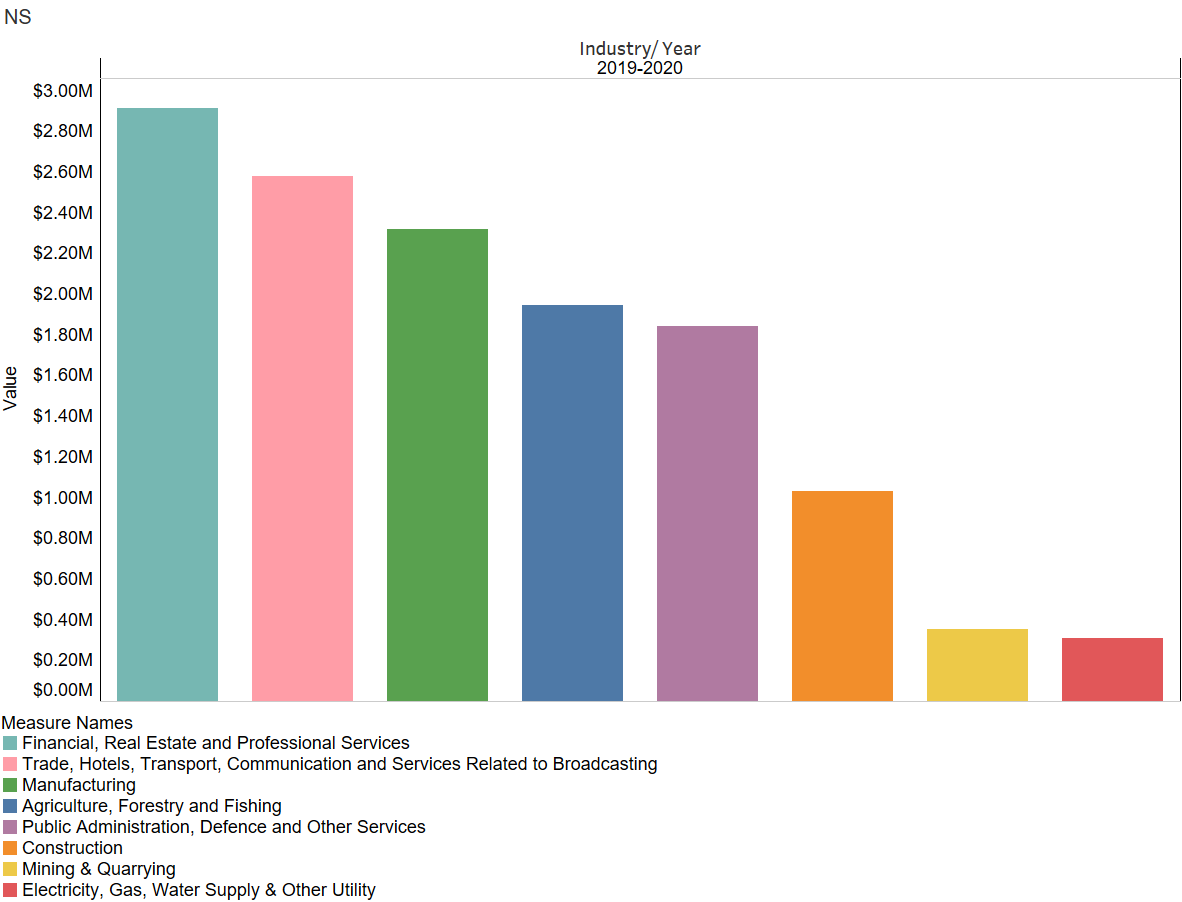 NS
Industry/ Year
2019-2020
$3.00M
$2.80M
$2.60M
$2.40M
$2.20M
$2.00M
$1.80M
$1.60M
$1.40M
$1.20M
$1.00M
$0.80M
$0.60M
$0.40M
$0.20M
$0.00M
Value
Measure Names
Financial, Real Estate and Professional Services
Trade, Hotels, Transport, Communication and Services Related to Broadcasting
Manufacturing
Agriculture, Forestry and Fishing
Public Administration, Defence and Other Services
Construction
Mining & Quarrying
Electricity, Gas, Water Supply & Other Utility